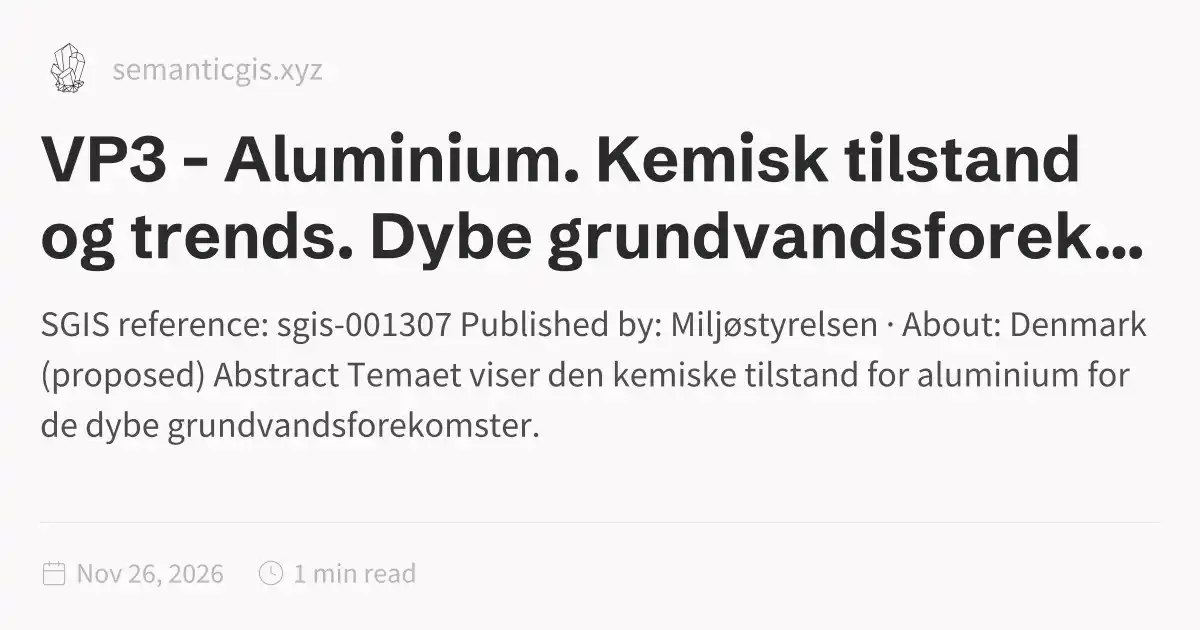 semanticgis.xyz
VP3 - Aluminium. Kemisk tilstand
og trends. Dybe grundvandsforek...
SGIS reference: sgis-001307 Published by: Miljøstyrelsen · About: Denmark
(proposed) Abstract Temaet viser den kemiske tilstand for aluminium for
de dybe grundvandsforekomster.
Nov 26, 2026 1 min read